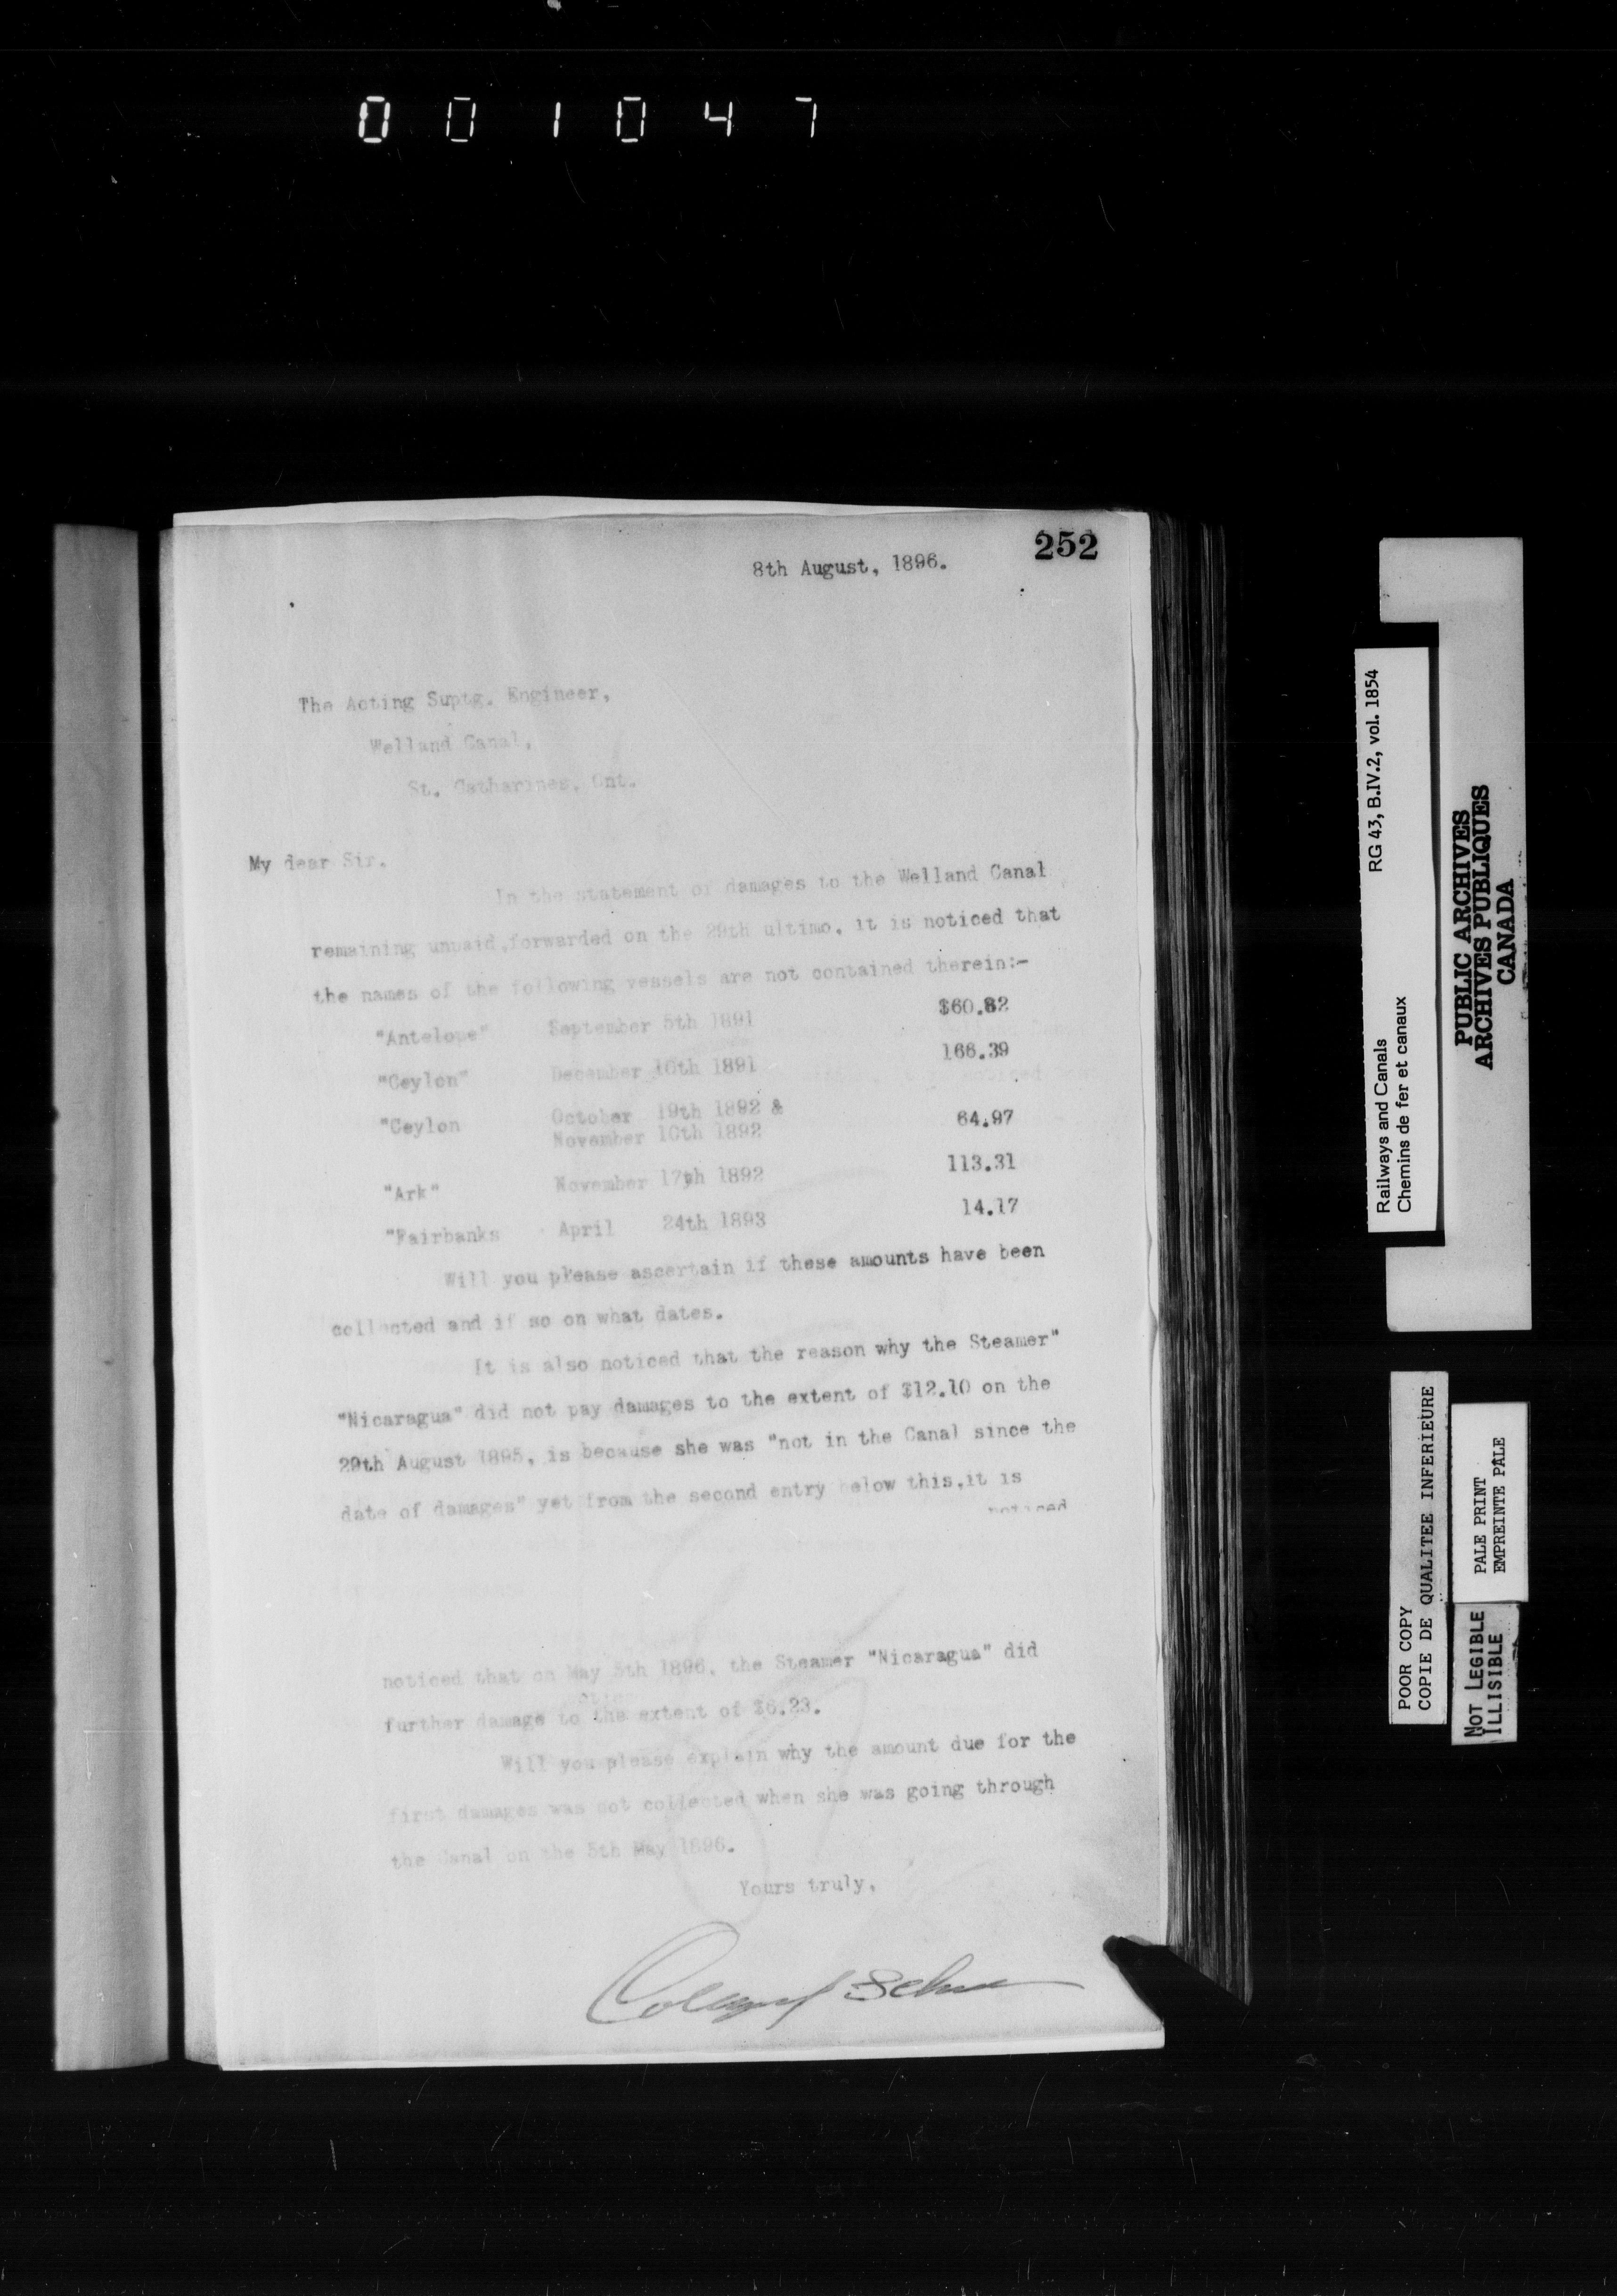 001047
252
8th August, 1896.
The Acting Suptg. Engineer,
Welland Canal,
St. Catharines, Ont.
My dear Sir.
In the statement of damages to the Welland Canal
remaining unpaid, forwarded on the 29th ultimo, it is noticed that
the names of the following vessels are not contained therein:-
"Antelope" September 5th 1891 $60.82
"Ceylon" December 10th 1891 166.39
"Ceylon October 19th 1892 &
November 10th 1892 64.97
"Ark" November 17th 1892 113.31
"Fairbanks April 24th 1893 14.17
Will you please ascertain if these amounts have been
collected and if so on what dates.
It is also noticed that the reason why the Steamer"
"Nicaragua" did not pay damages to the extent of $12.10 on the
29th August 1895, is because she was "not in the Canal since the
date of damages" yet from the second entry below this, it is
noticed
noticed that on May 5th 1896, the Steamer "Nicaragua" did
further damage to the extent of $6.23.
Will you please explain why the amount due for the
first damages was not collected when she was going through
the Canal on the 5th May 1896.
Yours truly,
Collingwood Schreiber
RG 43, B.IV.2, vol. 1854
Railways and Canals
Chemins de fer et canaux
PUBLIC ARCHIVES
ARCHIVES PUBLIQUES
CANADA
POOR COPY
COPIE DE QUALITEE INFERIEURE
PALE PRINT
EMPREINTE PÂLE
NOT LEGIBLE
ILLISIBLE